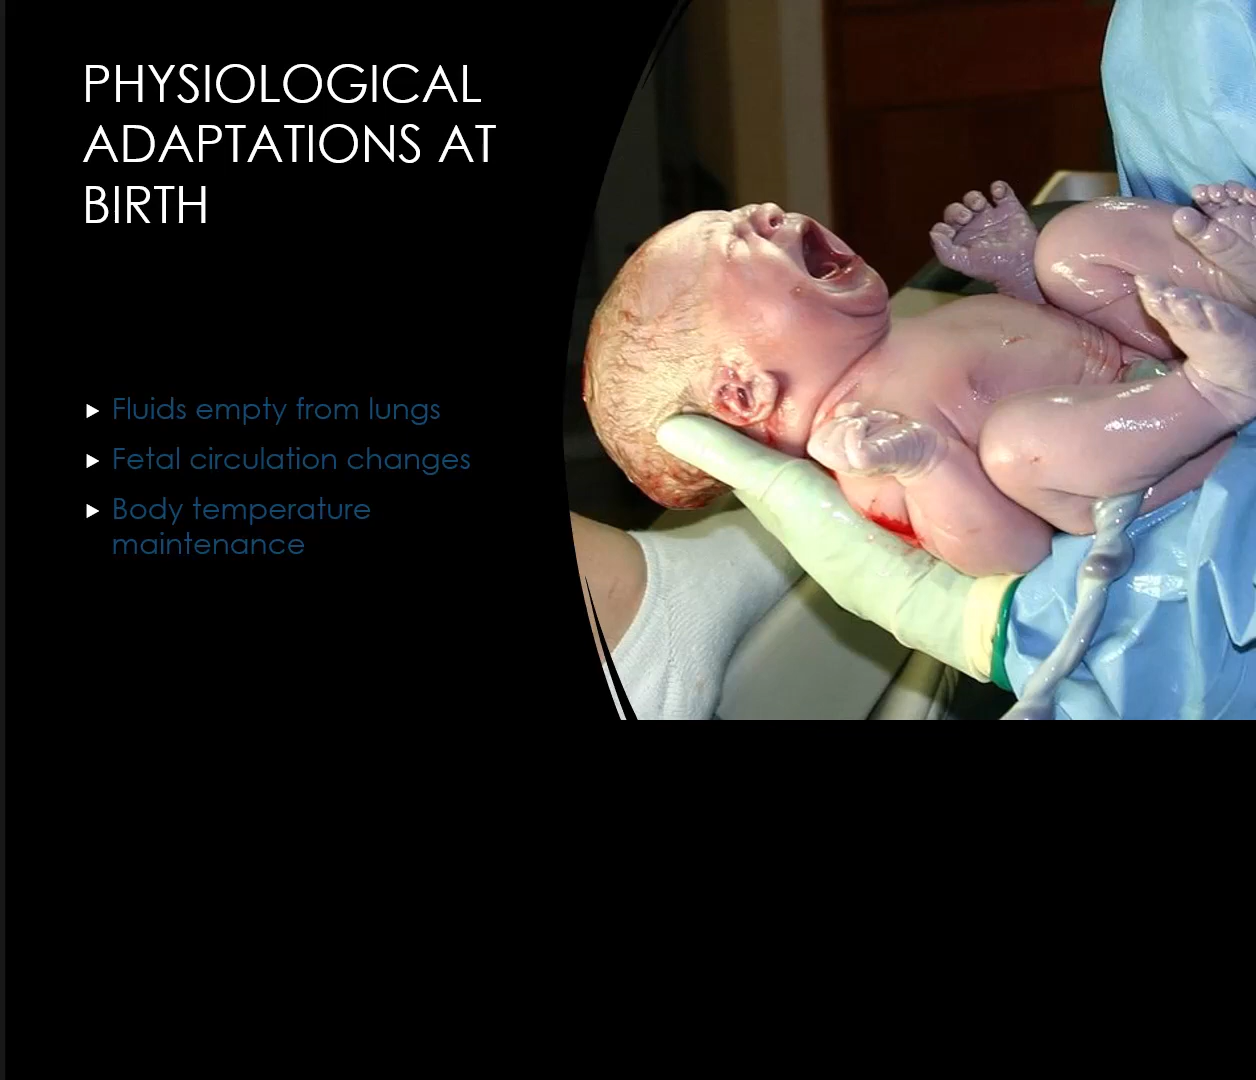 PHYSIOLOGICAL
ADAPTATIONS AT
BIRTH
Fluids empty from lungs
Fetal circulation changes
Body temperature
maintenance